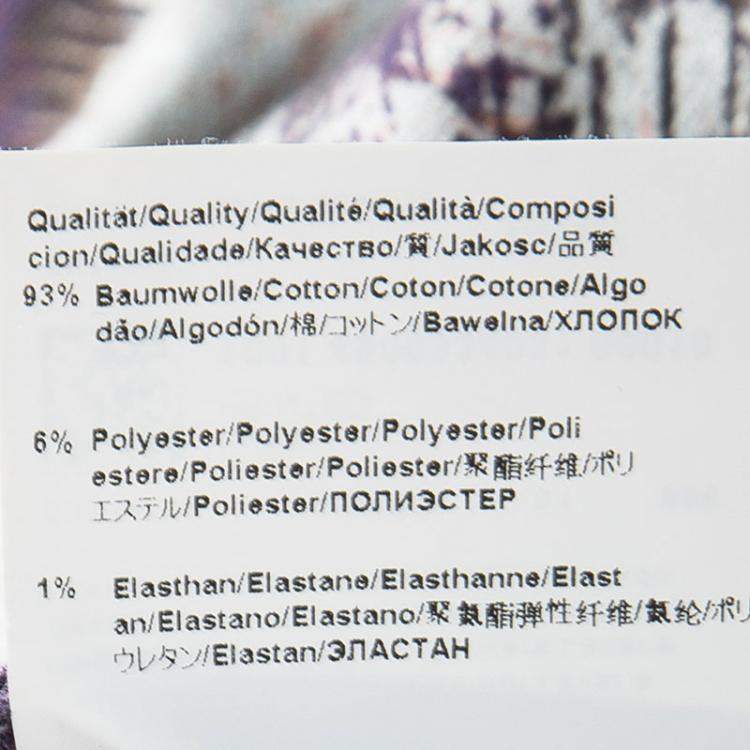 Qualität/Quality/Qualité/Qualità/Composi
cion/Qualidade/Качество/質/Jakosc/品質
93% Baumwolle/Cotton/Coton/Cotone/Algo
dão/Algodón/棉/コットン/Bawelna/ХЛОПОК
6% Polyester/Polyester/Polyester/Poli
estere/Poliester/Poliester/聚酯纤维/ポリ
エステル/Poliester/ПОЛИЭСТЕР
1% Elasthan/Elastane/Elasthanne/Elast
an/Elastano/Elastano/聚氨酯弹性纤维/氨纶/ポリ
ウレタン/Elastan/ЭЛАСТАН